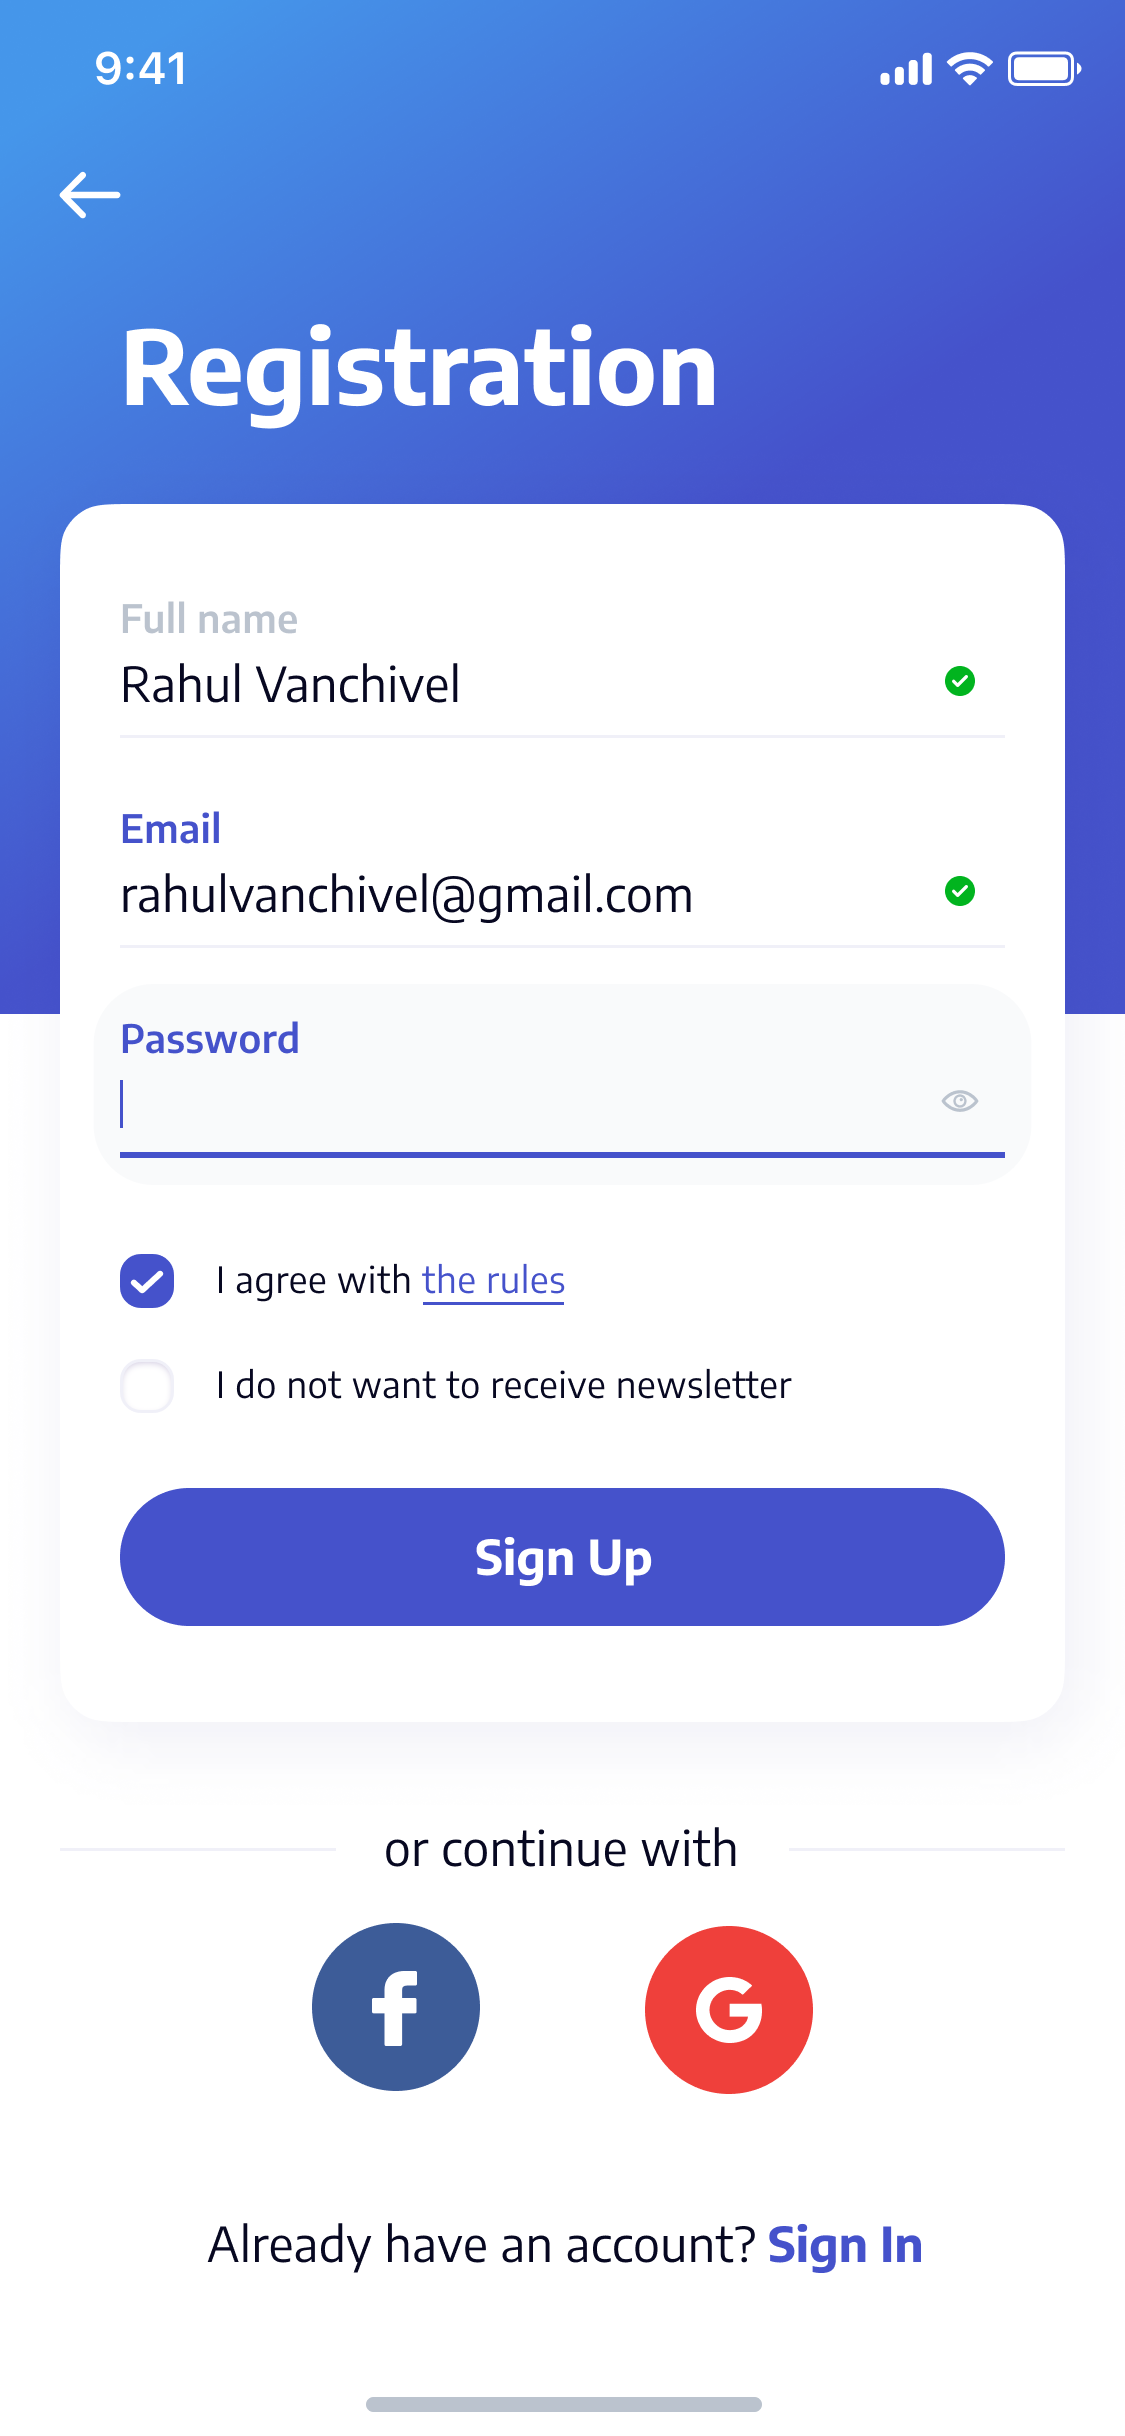 9:41
Registration
Full name
Rahul Vanchivel
Email
rahulvanchivel@gmail.com
Password
I agree with the rules
I do not want to receive newsletter
Sign Up
or continue with
f G
Already have an account? Sign In